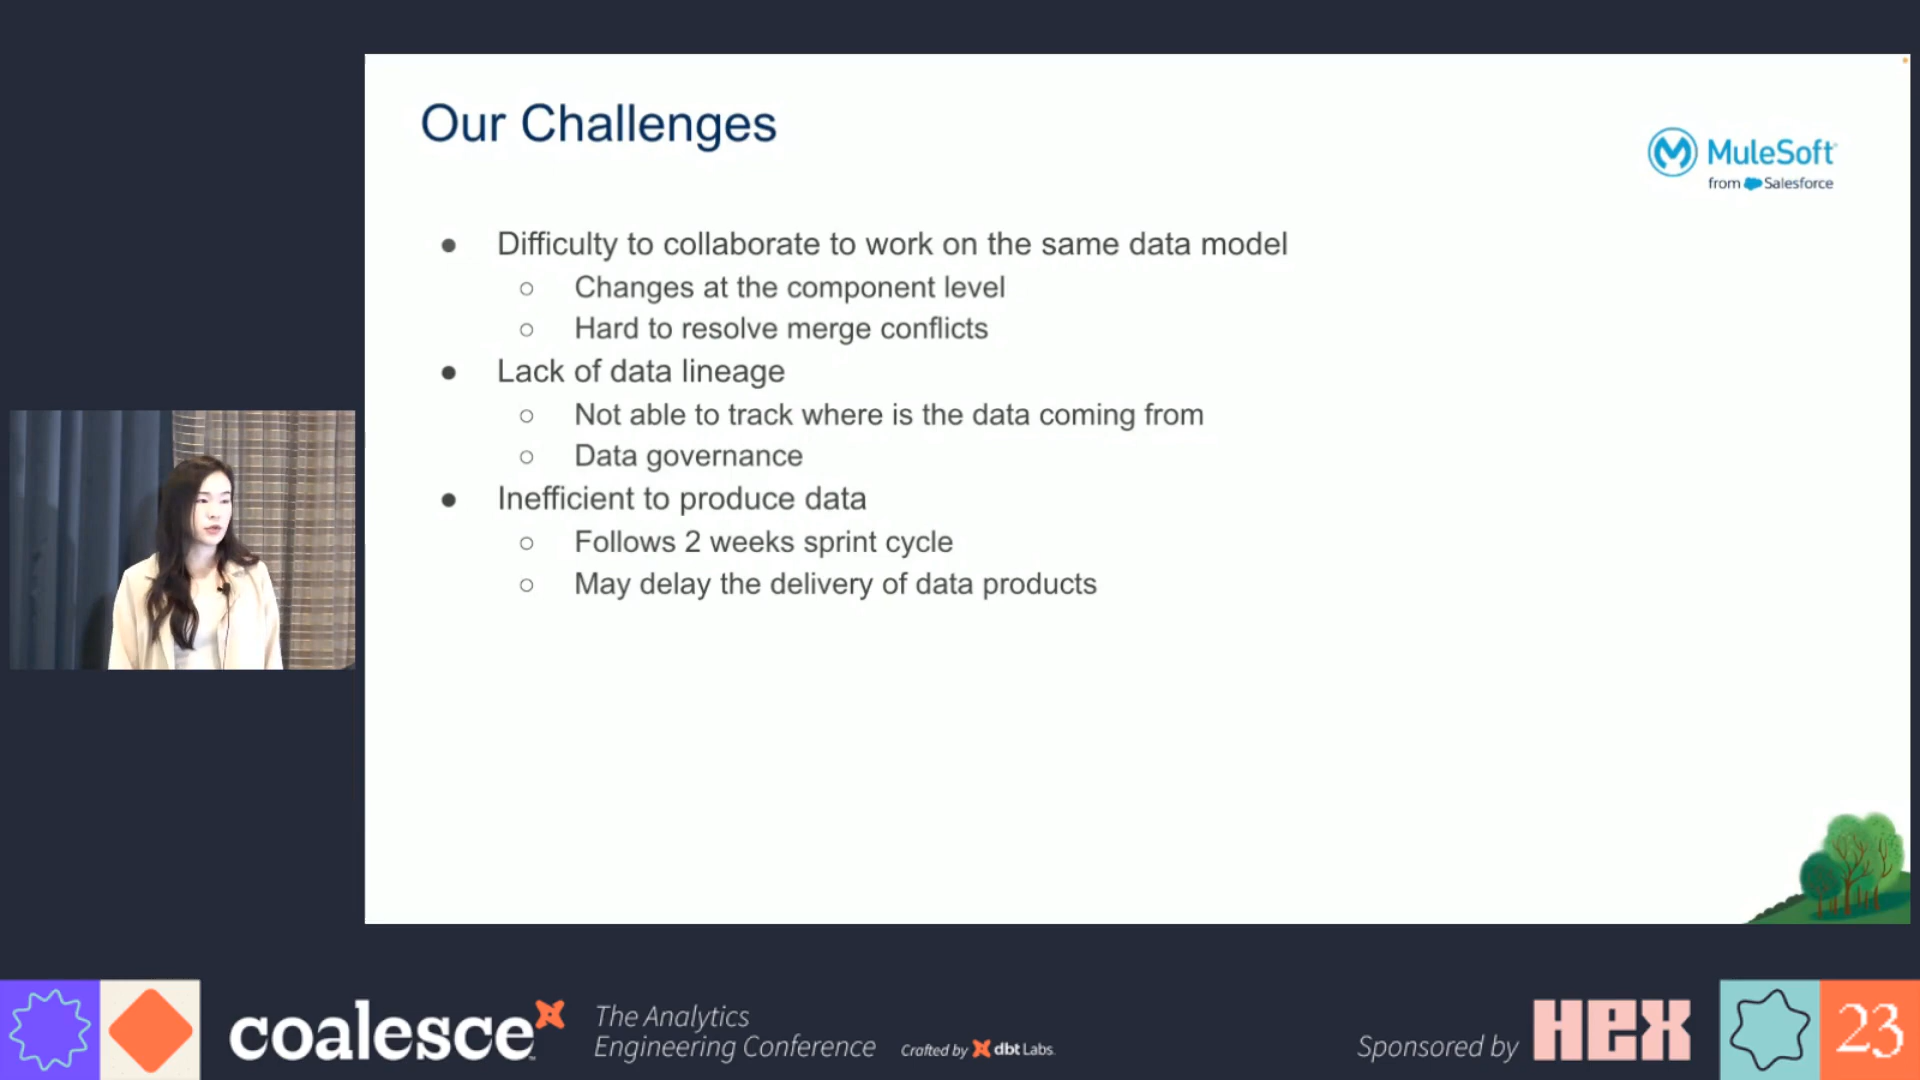 Our Challenges
MuleSoft
from Salesforce
Difficulty to collaborate to work on the same data model
Changes at the component level
Hard to resolve merge conflicts
Lack of data lineage
Not able to track where is the data coming from
Data governance
Inefficient to produce data
Follows 2 weeks sprint cycle
May delay the delivery of data products
coalesce
The Analytics
Engineering Conference
Crafted by dbt Labs
Sponsored by HEX
23